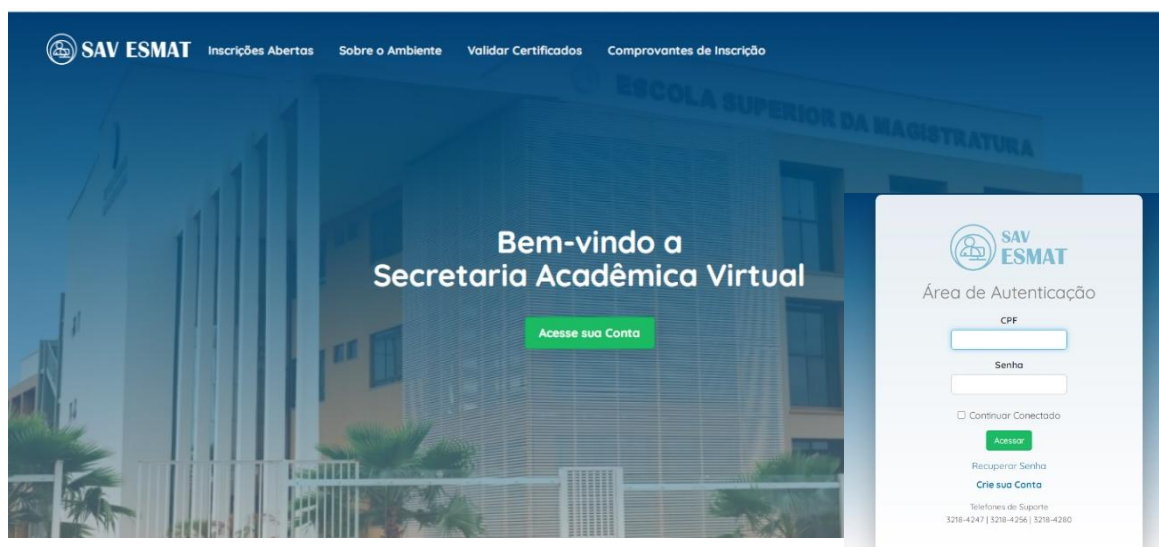 SAV ESMAT Inscrições Abertas Sobre o Ambiente Validar Certificados Comprovantes de Inscrição
ESCOLA SUPERIOR DA MAGISTRATURA
Bem-vindo a
Secretaria Acadêmica Virtual
Acesse sua Conta
SAV
ESMAT
Área de Autenticação
CPF
Senha
Continuar Conectado
Acessar
Recuperar Senha
Crie sua Conta
Telefones de Suporte
3218-4247 | 3218-4256 | 3218-4280